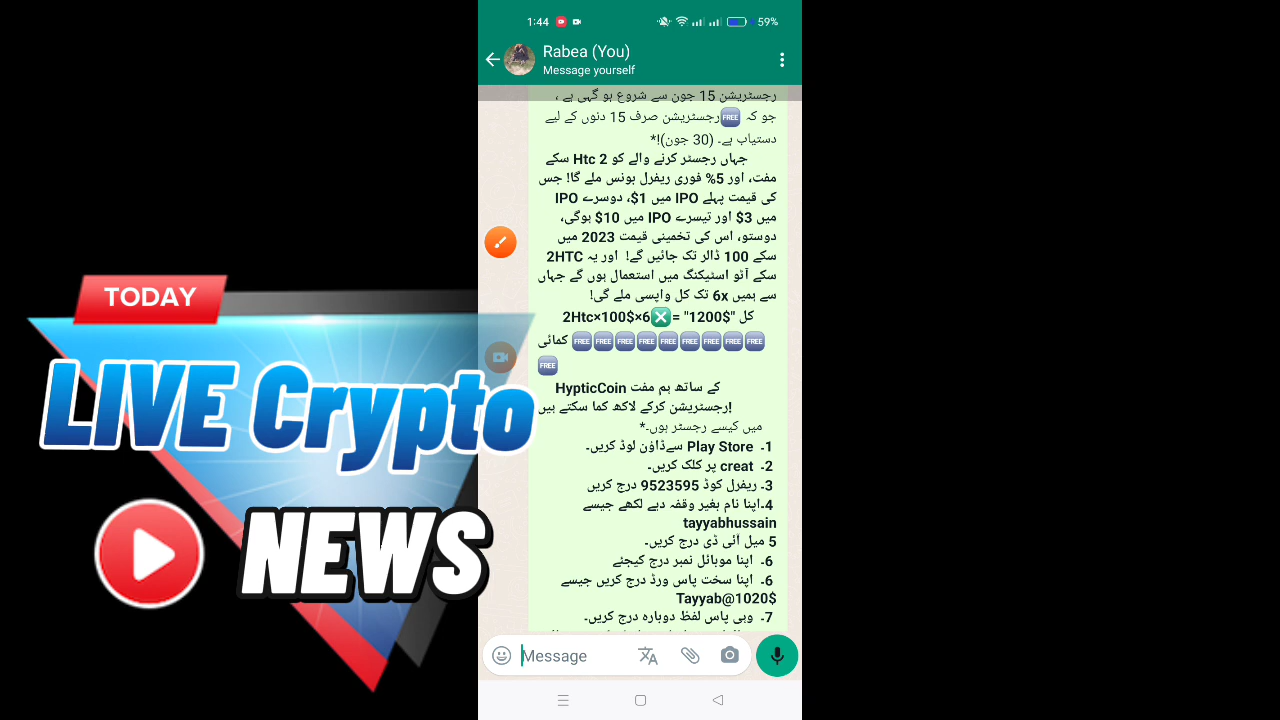 1:44
59%
Rabea (You)
Message yourself
رجسٹریشن 15 جون سے شروع ہو گہی ہے ،
جو کہ FREE رجسٹریشن صرف 15 دنوں کے لیے
دستیاب ہے۔ (30 جون)!*
جہاں رجسٹر کرنے والے کو 2 Htc سکے
مفت، اور 5% فوری ریفرل بونس ملے گا! جس
کی قیمت پہلے IPO میں 1$، دوسرے IPO
میں 3$ اور تیسرے IPO میں 10$ ہوگی،
دوستو، اس کی تخمینی قیمت 2023 میں
سکے 100 ڈالر تک جائیں گے! اور یہ 2HTC
سکے آٹو اسٹیکنگ میں استعمال ہوں گے جہاں
سے ہمیں 6x تک کل واپسی ملے گی!
کل "1200$" = ❎2Htc×100$×6
FREE FREE FREE FREE FREE FREE FREE FREE FREE کمائی
FREE
کے ساتھ ہم مفت HypticCoin
رجسٹریشن کرکے لاکھ کما سکتے ہیں!
میں کیسے رجسٹر ہوں۔*
1۔ Play Store سےڈاؤن لوڈ کریں۔
2۔ creat پر کلک کریں۔
3۔ ریفرل کوڈ 9523595 درج کریں
4۔اپنا نام بغیر وقفہ دیے لکھے جیسے
tayyabhussain
5 میل آئی ڈی درج کریں۔
6۔ اپنا موبائل نمبر درج کیجئے
6۔ اپنا سخت پاس ورڈ درج کریں جیسے
Tayyab@1020$
7۔ وہی پاس لفظ دوبارہ درج کریں۔
Message
TODAY
LIVE Crypto
NEWS